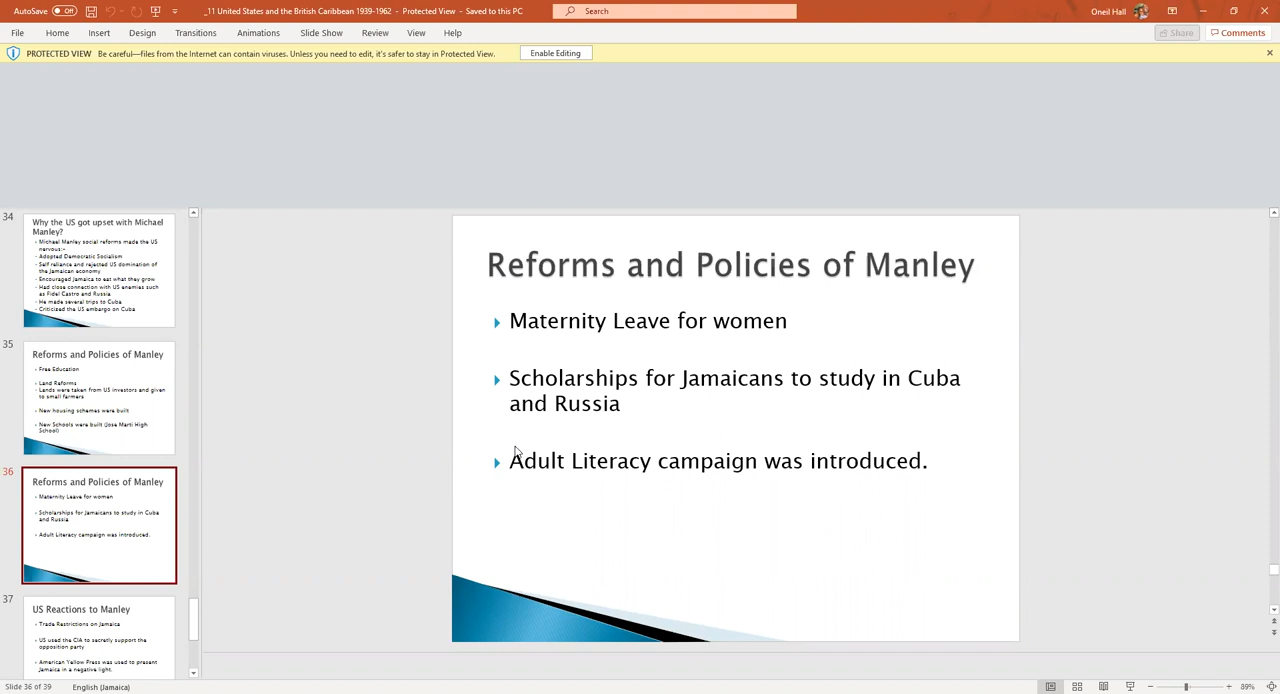 AutoSave Off
_11 United States and the British Caribbean 1939-1962 - Protected View - Saved to this PC
Search
Oneil Hall
File Home Insert Design Transitions Animations Slide Show Review View Help
Share Comments
PROTECTED VIEW Be careful—files from the Internet can contain viruses. Unless you need to edit, it's safer to stay in Protected View. Enable Editing
34
Why the US got upset with Michael
Manley?
Michael Manley social reforms made the US
nervous:-
Adopted Democratic Socialism
Self reliance and rejected US domination of
the Jamaican economy
Encouraged Jamaica to eat what they grow
Had close connection with US enemies such
as Fidel Castro and Russia
He made several trips to Cuba
Criticized the US embargo on Cuba
35
Reforms and Policies of Manley
Free Education
Land Reforms
Lands were taken from US investors and given
to small farmers
New housing schemes were built
New Schools were built (Jose Marti High
School)
36
Reforms and Policies of Manley
Maternity Leave for women
Scholarships for Jamaicans to study in Cuba
and Russia
Adult Literacy campaign was introduced.
37
US Reactions to Manley
Trade Restrictions on Jamaica
US used the CIA to secretly support the
opposition party
American Yellow Press was used to present
Jamaica in a negative light.
Reforms and Policies of Manley
Maternity Leave for women
Scholarships for Jamaicans to study in Cuba
and Russia
Adult Literacy campaign was introduced.
Slide 36 of 39 English (Jamaica)
89%